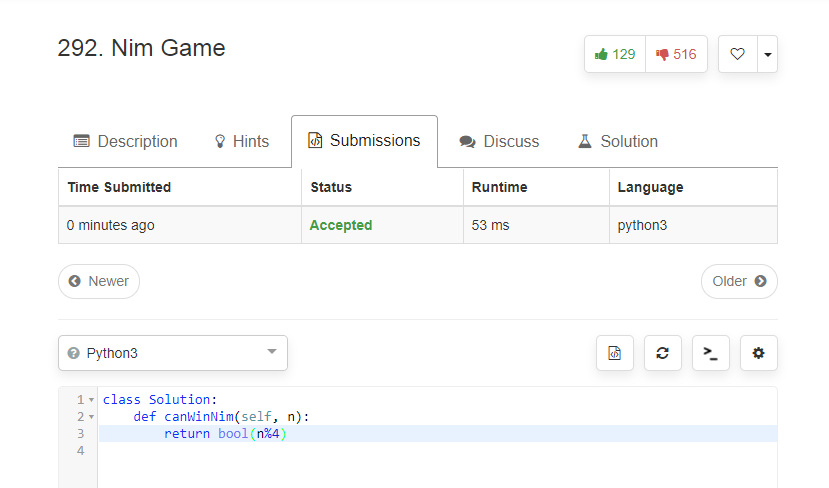 292. Nim Game
129 516
Description Hints Submissions Discuss Solution
Time Submitted Status Runtime Language
0 minutes ago Accepted 53 ms python3
Newer Older
Python3
1 class Solution:
2 def canWinNim(self, n):
3 return bool(n%4)
4